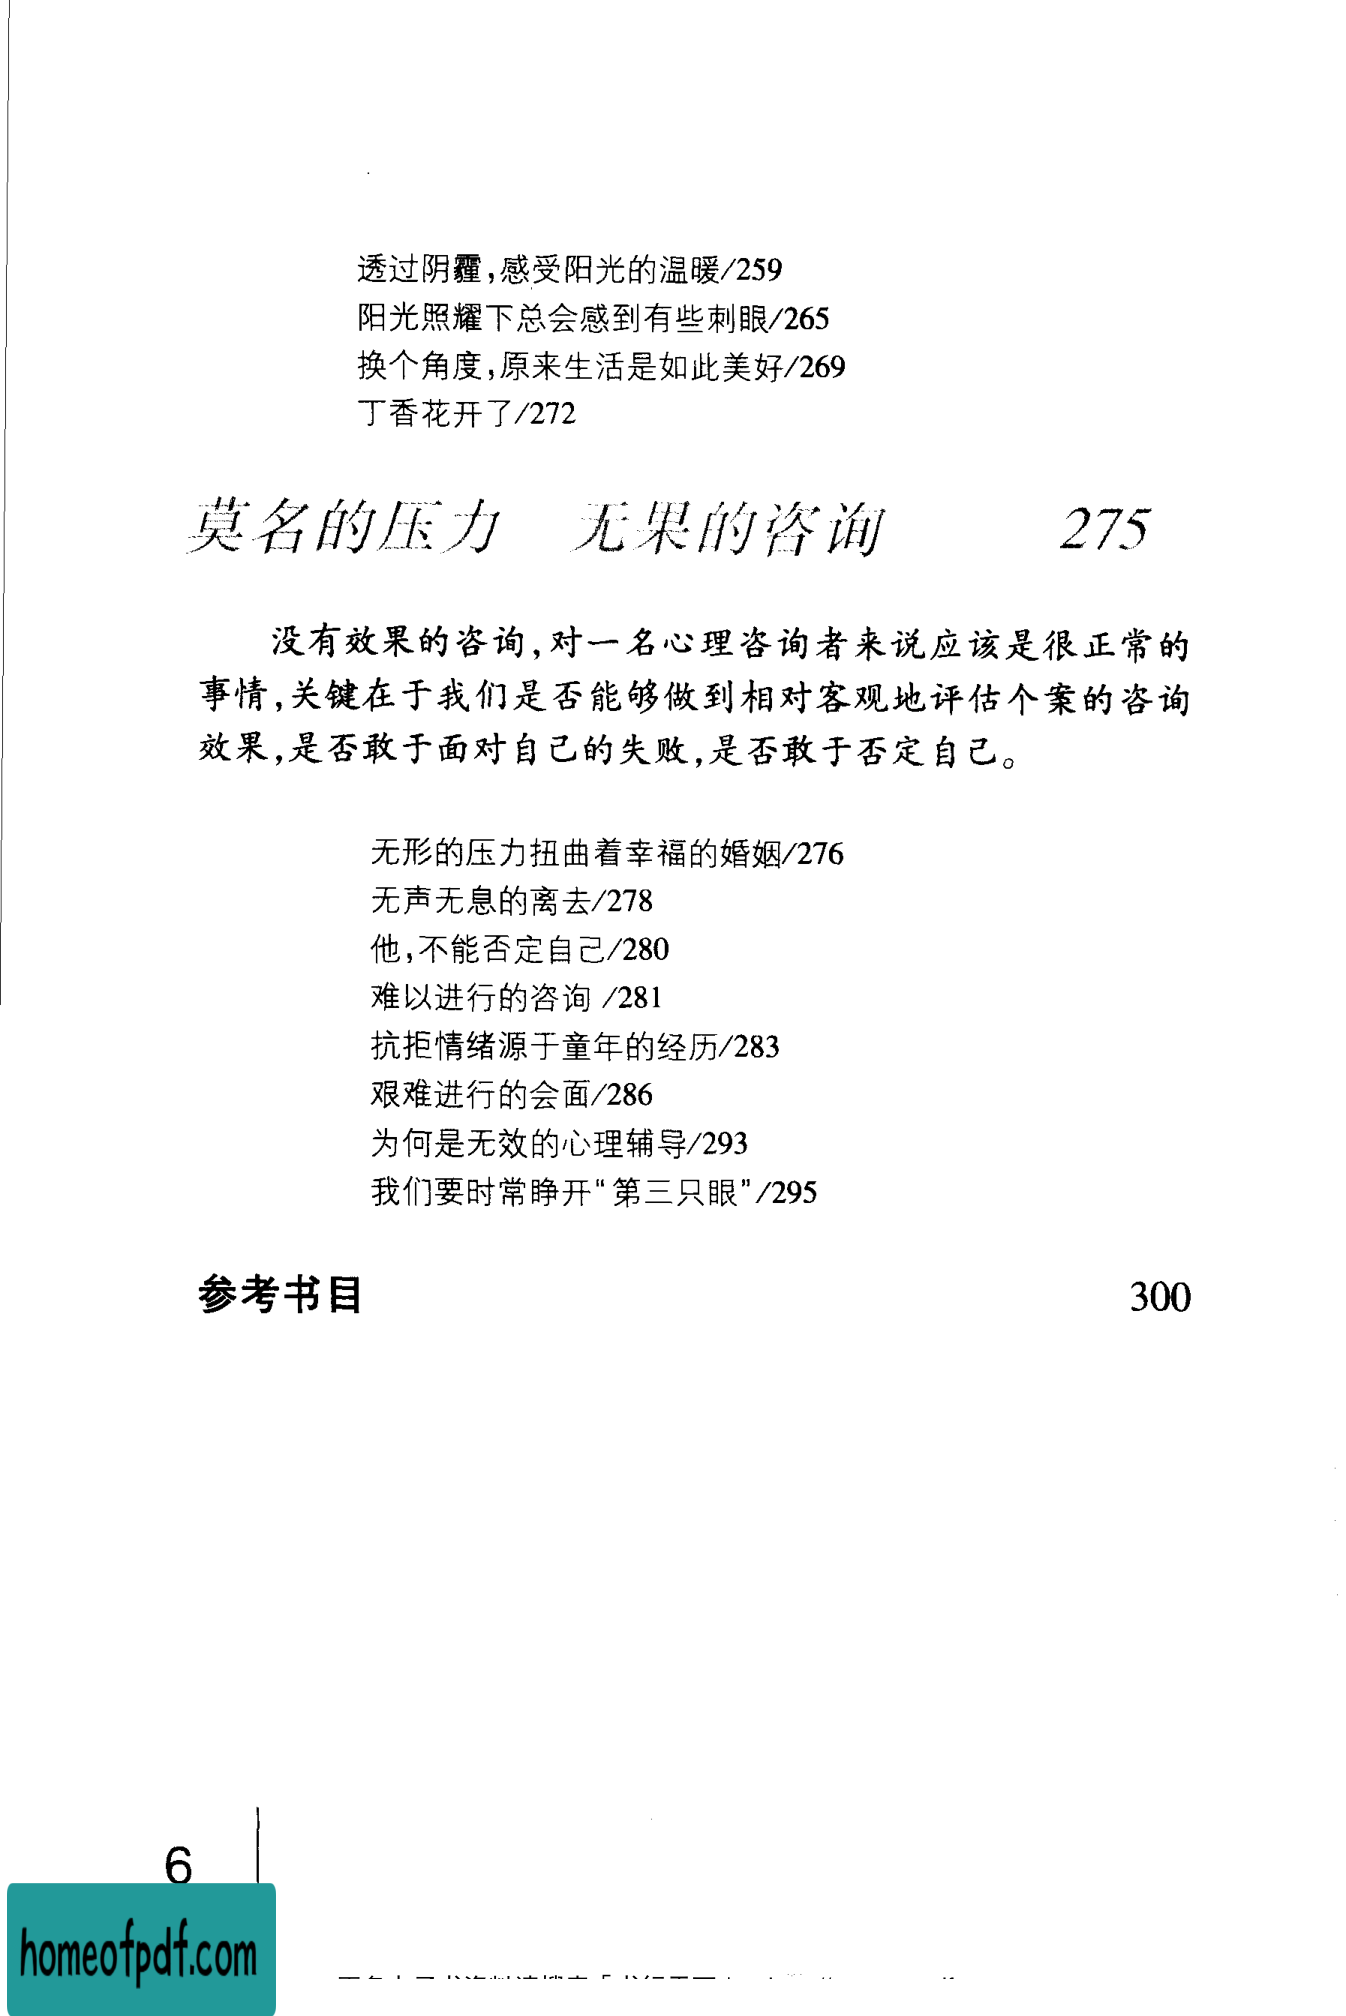 透过阴霾,感受阳光的温暖/259
阳光照耀下总会感到有些刺眼/265
换个角度,原来生活是如此美好/269
丁香花开了/272
莫名的压力 无果的咨询 275
没有效果的咨询,对一名心理咨询者来说应该是很正常的
事情,关键在于我们是否能够做到相对客观地评估个案的咨询
效果,是否敢于面对自己的失败,是否敢于否定自己。
无形的压力扭曲着幸福的婚姻/276
无声无息的离去/278
他,不能否定自己/280
难以进行的咨询 /281
抗拒情绪源于童年的经历/283
艰难进行的会面/286
为何是无效的心理辅导/293
我们要时常睁开“第三只眼”/295
参考书目 300
6
homeofpdf.com